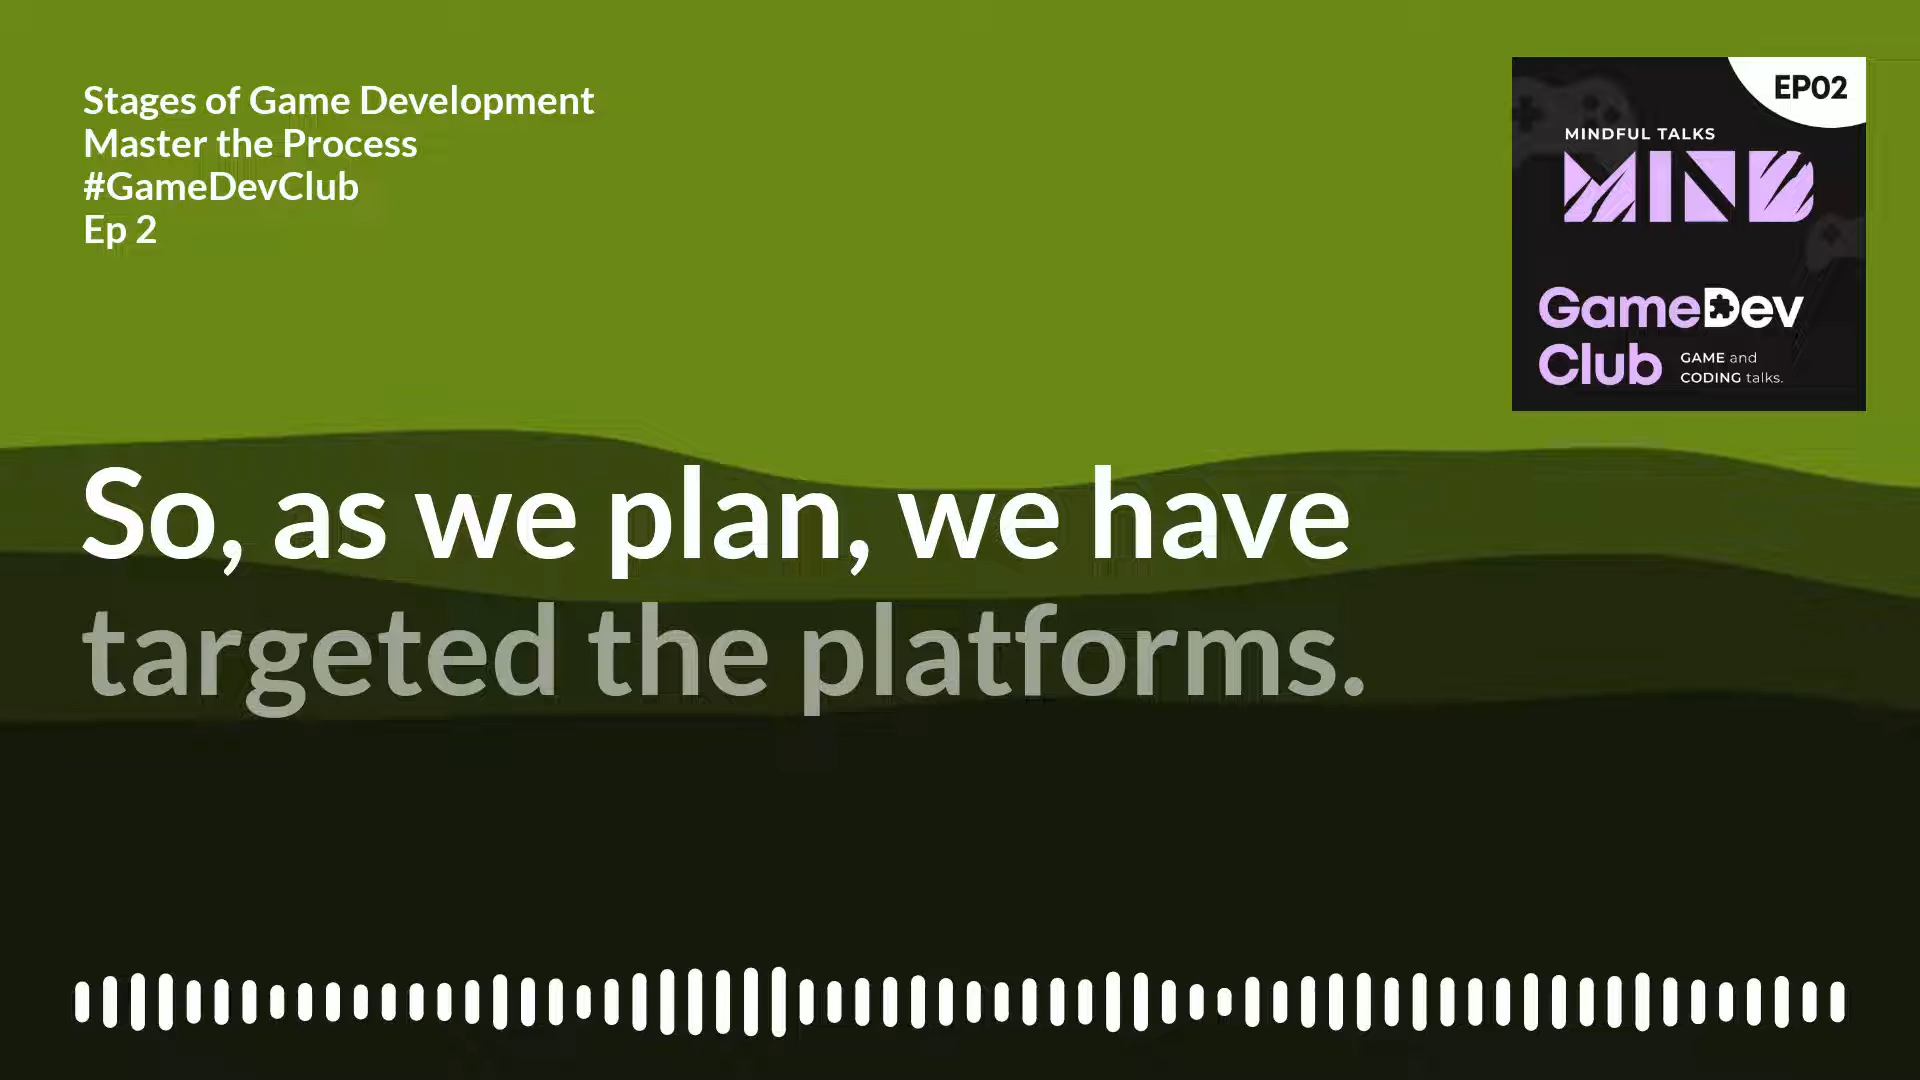 Stages of Game Development
Master the Process
#GameDevClub
Ep 2
EP02
MINDFUL TALKS
MIND
GameDev
Club
GAME and
CODING talks.
So, as we plan, we have
targeted the platforms.